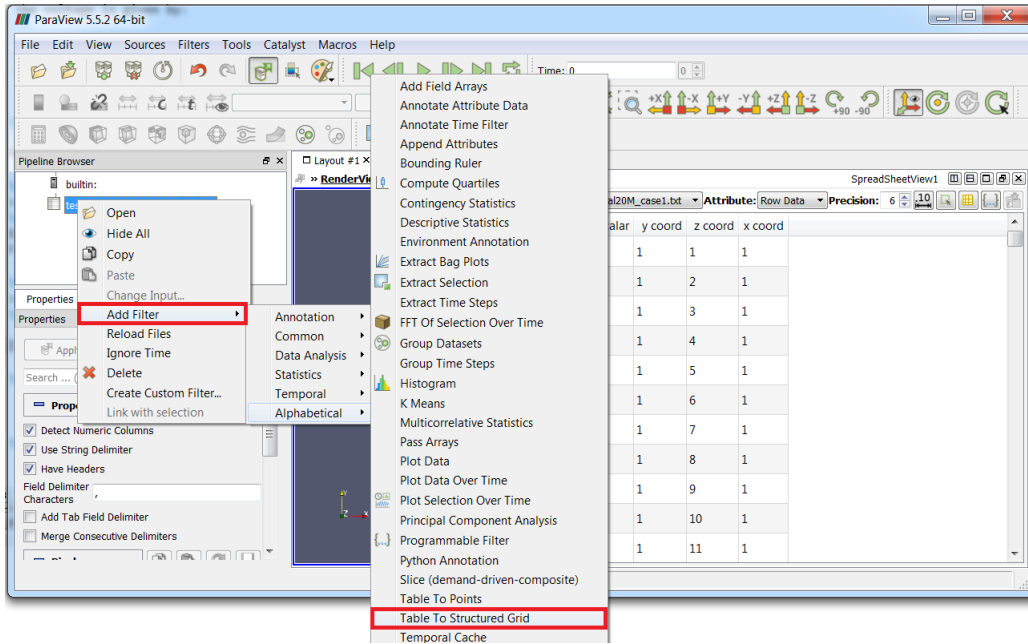 ParaView 5.5.2 64-bit
File Edit View Sources Filters Tools Catalyst Macros Help
Time: 0
0
+X -X +Y -Y +Z -Z +90 -90
Pipeline Browser
builtin:
Open
Hide All
Copy
Paste
Change Input...
Add Filter
Reload Files
Ignore Time
Delete
Create Custom Filter...
Link with selection
Annotation
Common
Data Analysis
Statistics
Temporal
Alphabetical
Add Field Arrays
Annotate Attribute Data
Annotate Time Filter
Append Attributes
Bounding Ruler
Compute Quartiles
Contingency Statistics
Descriptive Statistics
Environment Annotation
Extract Bag Plots
Extract Selection
Extract Time Steps
FFT Of Selection Over Time
Group Datasets
Group Time Steps
Histogram
K Means
Multicorrelative Statistics
Pass Arrays
Plot Data
Plot Data Over Time
Plot Selection Over Time
Principal Component Analysis
Programmable Filter
Python Annotation
Slice (demand-driven-composite)
Table To Points
Table To Structured Grid
Temporal Cache
Layout #1
RenderVi
SpreadSheetView1
al20M_case1.txt Attribute: Row Data Precision: 6
alar y coord z coord x coord
1 1 1
1 2 1
1 3 1
1 4 1
1 5 1
1 6 1
1 7 1
1 8 1
1 9 1
1 10 1
1 11 1
Properties
Properties
Search ... (
Detect Numeric Columns
Use String Delimiter
Have Headers
Field Delimiter
Characters ,
Add Tab Field Delimiter
Merge Consecutive Delimiters